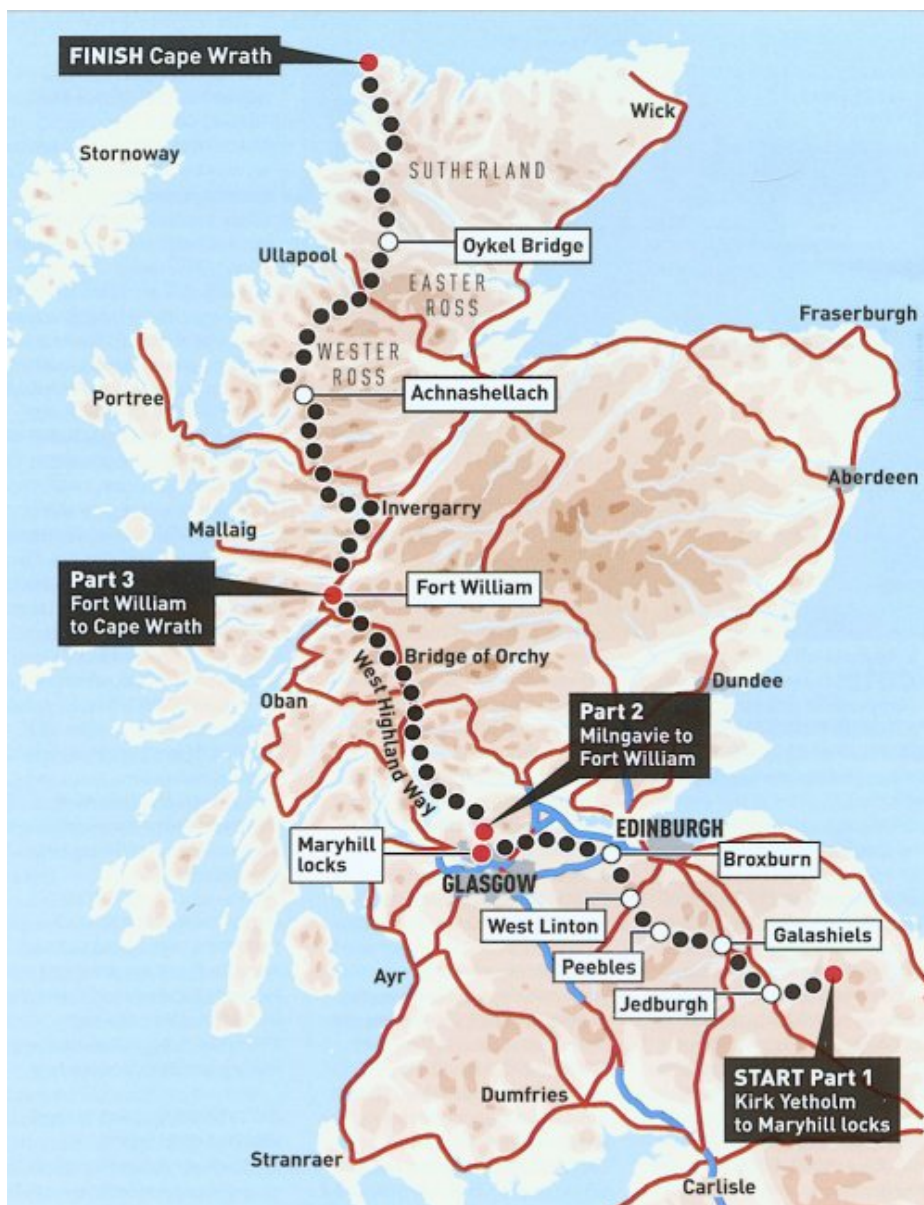 FINISH Cape Wrath
Wick
Stornoway
SUTHERLAND
Oykel Bridge
Ullapool
EASTER
ROSS
Fraserburgh
WESTER
ROSS
Achnashellach
Portree
Aberdeen
Invergarry
Mallaig
Part 3
Fort William
to Cape Wrath
Fort William
Bridge of Orchy
West Highland Way
Dundee
Oban
Part 2
Milngavie to
Fort William
Maryhill
locks
EDINBURGH
Broxburn
GLASGOW
West Linton
Galashiels
Peebles
Ayr
Jedburgh
START Part 1
Kirk Yetholm
to Maryhill locks
Dumfries
Stranraer
Carlisle